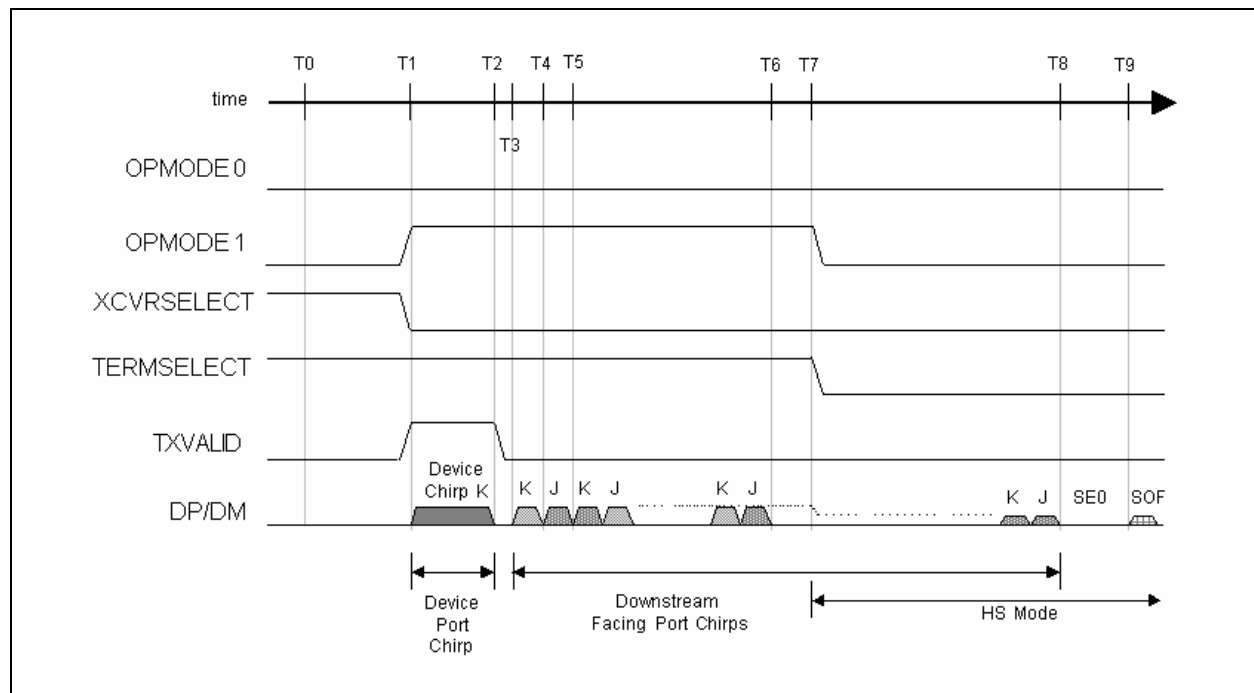 T0 T1 T2 T4 T5 T6 T7 T8 T9
time
T3
OPMODE 0
OPMODE 1
XCVRSELECT
TERMSELECT
TXVALID
Device
Chirp K K J K J K J K J SE0 SOF
DP/DM
Device
Port
Chirp
Downstream
Facing Port Chirps
HS Mode